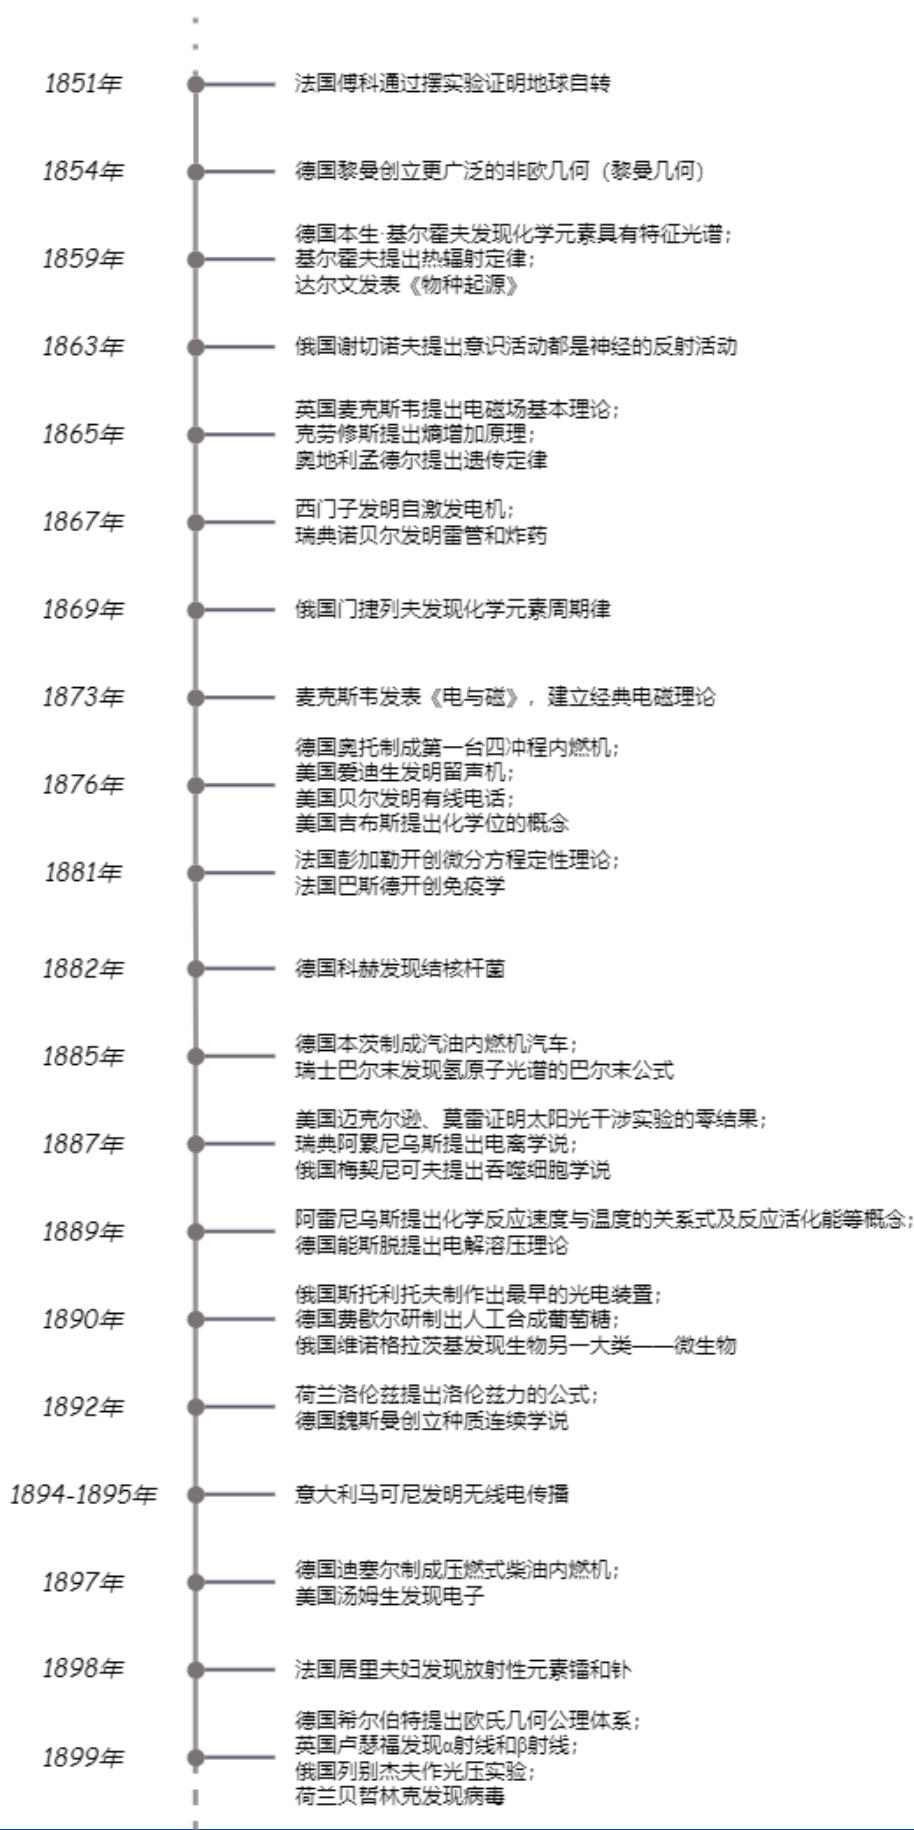 1851年
法国傅科通过摆实验证明地球自转
1854年
德国黎曼创立更广泛的非欧几何（黎曼几何）
1859年
德国本生·基尔霍夫发现化学元素具有特征光谱；
基尔霍夫提出热辐射定律；
达尔文发表《物种起源》
1863年
俄国谢切诺夫提出意识活动都是神经的反射活动
1865年
英国麦克斯韦提出电磁场基本理论；
克劳修斯提出熵增加原理；
奥地利孟德尔提出遗传定律
1867年
西门子发明自激发电机；
瑞典诺贝尔发明雷管和炸药
1869年
俄国门捷列夫发现化学元素周期律
1873年
麦克斯韦发表《电与磁》，建立经典电磁理论
1876年
德国奥托制成第一台四冲程内燃机；
美国爱迪生发明留声机；
美国贝尔发明有线电话；
美国吉布斯提出化学位的概念
1881年
法国彭加勒开创微分方程定性理论；
法国巴斯德开创免疫学
1882年
德国科赫发现结核杆菌
1885年
德国本茨制成汽油内燃机汽车；
瑞士巴尔末发现氢原子光谱的巴尔末公式
1887年
美国迈克尔逊、莫雷证明太阳光干涉实验的零结果；
瑞典阿累尼乌斯提出电离学说；
俄国梅契尼可夫提出吞噬细胞学说
1889年
阿雷尼乌斯提出化学反应速度与温度的关系式及反应活化能等概念；
德国能斯脱提出电解溶压理论
1890年
俄国斯托利托夫制作出最早的光电装置；
德国费歇尔研制出人工合成葡萄糖；
俄国维诺格拉茨基发现生物另一大类——微生物
1892年
荷兰洛伦兹提出洛伦兹力的公式；
德国魏斯曼创立种质连续学说
1894-1895年
意大利马可尼发明无线电传播
1897年
德国迪塞尔制成压燃式柴油内燃机；
美国汤姆生发现电子
1898年
法国居里夫妇发现放射性元素镭和钋
1899年
德国希尔伯特提出欧氏几何公理体系；
英国卢瑟福发现α射线和β射线；
俄国列别杰夫作光压实验；
荷兰贝哲林克发现病毒